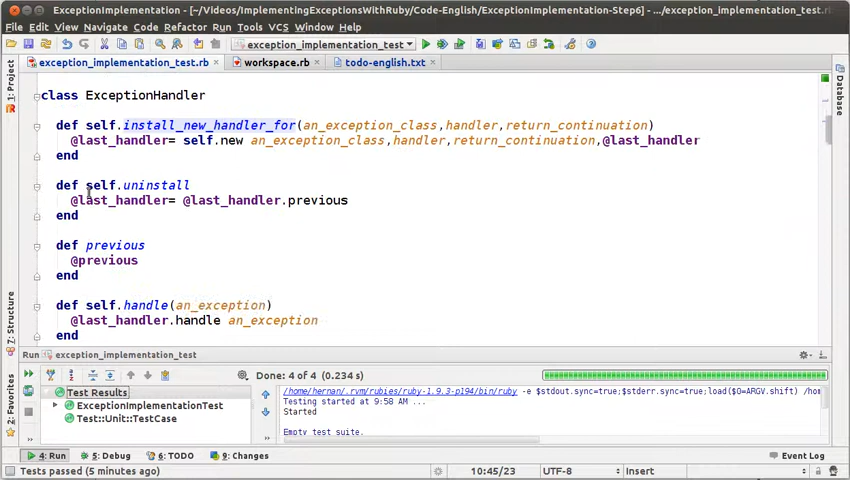 ExceptionImplementation - [~/Videos/ImplementingExceptionsWithRuby/Code-English/ExceptionImplementation-Step6] - .../exception_implementation_test.r
File Edit View Navigate Code Refactor Run Tools VCS Window Help
exception_implementation_test
exception_implementation_test.rb workspace.rb todo-english.txt
1: Project
Database
class ExceptionHandler
def self.install_new_handler_for(an_exception_class,handler,return_continuation)
@last_handler= self.new an_exception_class,handler,return_continuation,@last_handler
end
def self.uninstall
@last_handler= @last_handler.previous
end
def previous
@previous
end
def self.handle(an_exception)
@last_handler.handle an_exception
end
7: Structure
2: Favorites
Run exception_implementation_test
Done: 4 of 4 (0.234 s)
Test Results
ExceptionImplementationTest
Test::Unit::TestCase
/home/hernan/.rvm/rubies/ruby-1.9.3-p194/bin/ruby -e $stdout.sync=true;$stderr.sync=true;load($0=ARGV.shift) /hom
Testing started at 9:58 AM ...
Started
Empty test suite.
4: Run 5: Debug 6: TODO 9: Changes Event Log
Tests passed (5 minutes ago) 10:45/23 UTF-8 Insert